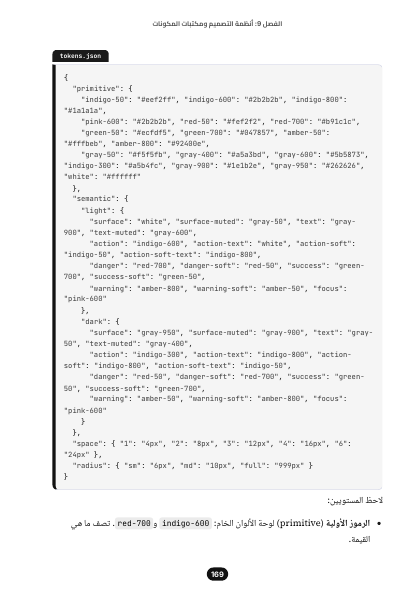 الفصل 9: أنظمة التصميم ومكتبات المكونات
tokens.json
{
  "primitive": {
    "indigo-50": "#eef2ff", "indigo-600": "#2b2b2b", "indigo-800":
"#1a1a1a",
    "pink-600": "#2b2b2b", "red-50": "#fef2f2", "red-700": "#b91c1c",
    "green-50": "#ecfdf5", "green-700": "#047857", "amber-50":
"#fffbeb", "amber-800": "#92400e",
    "gray-50": "#f5f5fb", "gray-400": "#a5a3bd", "gray-600": "#5b5873",
"indigo-300": "#a5b4fc", "gray-900": "#1e1b2e", "gray-950": "#262626",
"white": "#ffffff"
  },
  "semantic": {
    "light": {
      "surface": "white", "surface-muted": "gray-50", "text": "gray-
900", "text-muted": "gray-600",
      "action": "indigo-600", "action-text": "white", "action-soft":
"indigo-50", "action-soft-text": "indigo-800",
      "danger": "red-700", "danger-soft": "red-50", "success": "green-
700", "success-soft": "green-50",
      "warning": "amber-800", "warning-soft": "amber-50", "focus":
"pink-600"
    },
    "dark": {
      "surface": "gray-950", "surface-muted": "gray-900", "text": "gray-
50", "text-muted": "gray-400",
      "action": "indigo-300", "action-text": "indigo-800", "action-
soft": "indigo-800", "action-soft-text": "indigo-50",
      "danger": "red-50", "danger-soft": "red-700", "success": "green-
50", "success-soft": "green-700",
      "warning": "amber-50", "warning-soft": "amber-800", "focus":
"pink-600"
    }
  },
  "space": { "1": "4px", "2": "8px", "3": "12px", "4": "16px", "6":
"24px" },
  "radius": { "sm": "6px", "md": "10px", "full": "999px" }
}
لاحظ المستويين:
• الرموز الأولية (primitive) لوحة الألوان الخام: indigo-600 و red-700. تصف ما هي
القيمة.
169